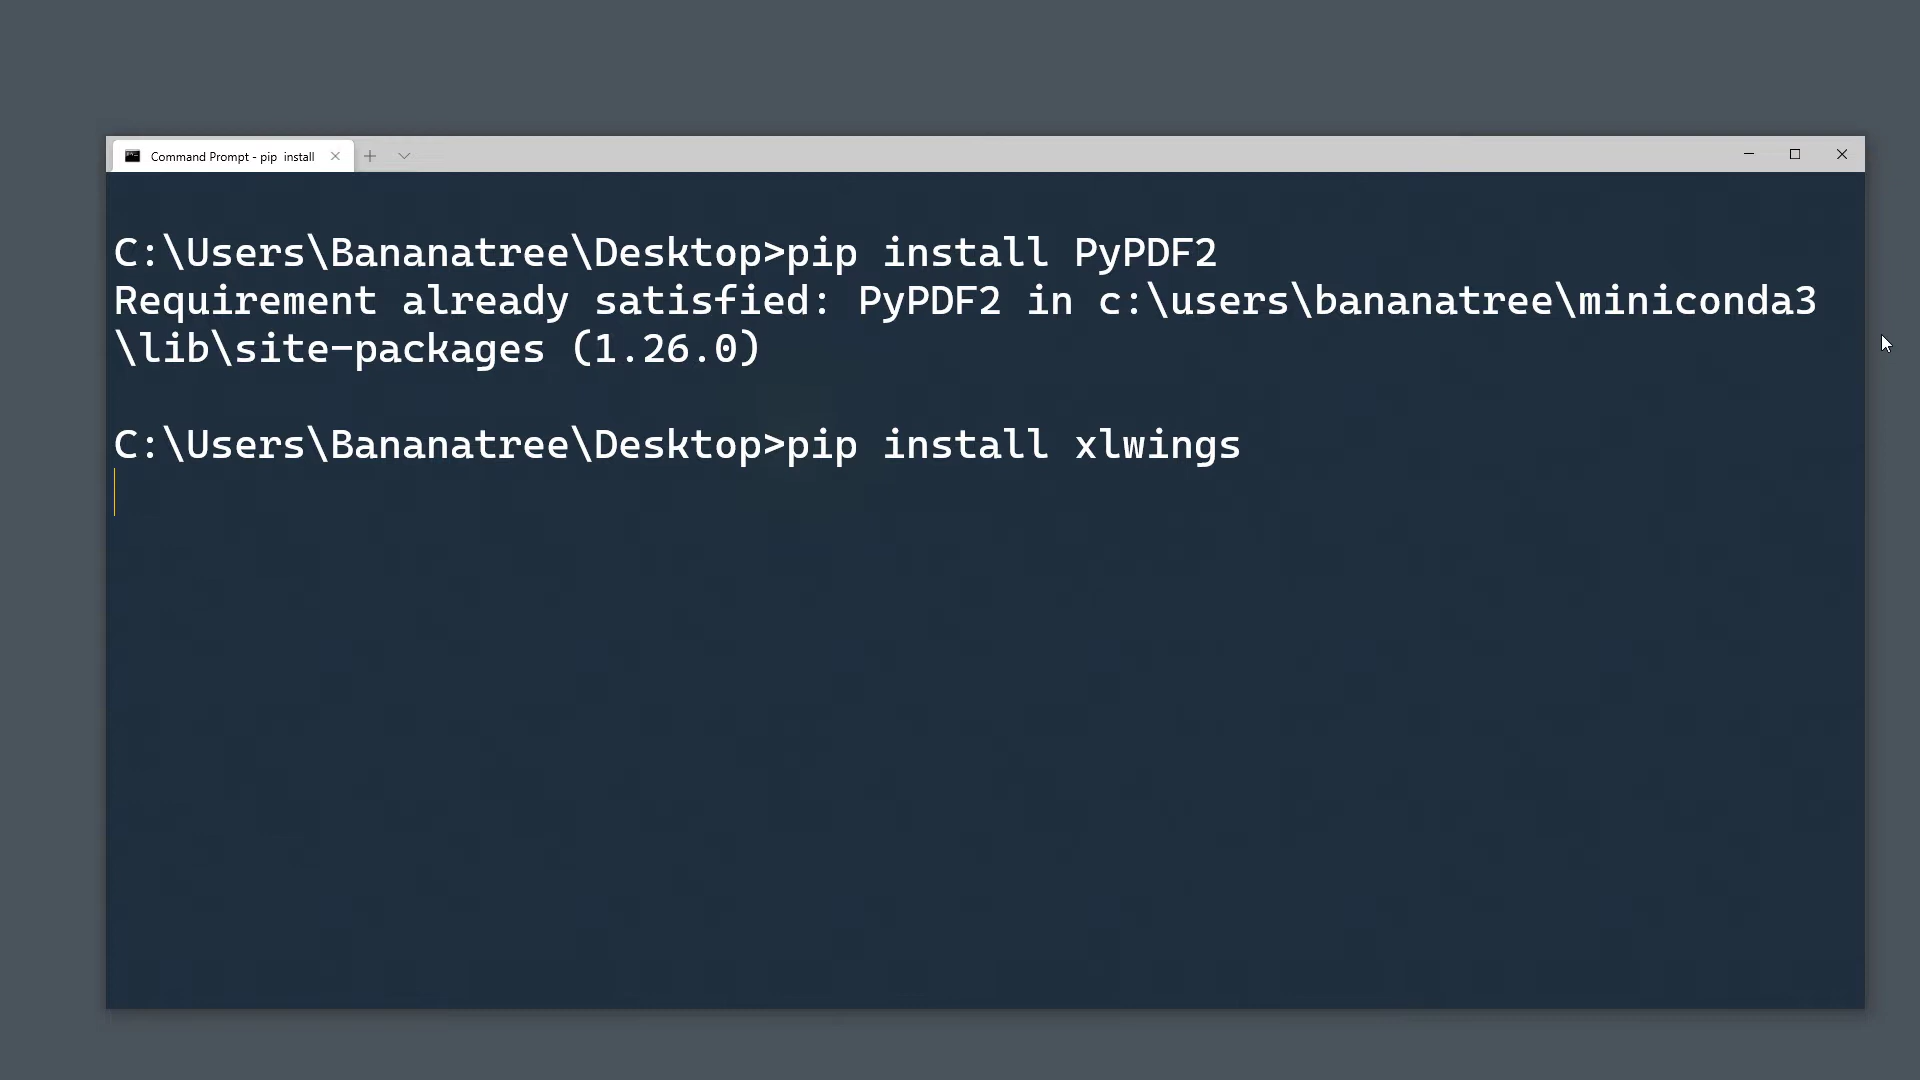 Command Prompt - pip  install
C:\Users\Bananatree\Desktop>pip install PyPDF2
Requirement already satisfied: PyPDF2 in c:\users\bananatree\miniconda3
\lib\site-packages (1.26.0)
C:\Users\Bananatree\Desktop>pip install xlwings